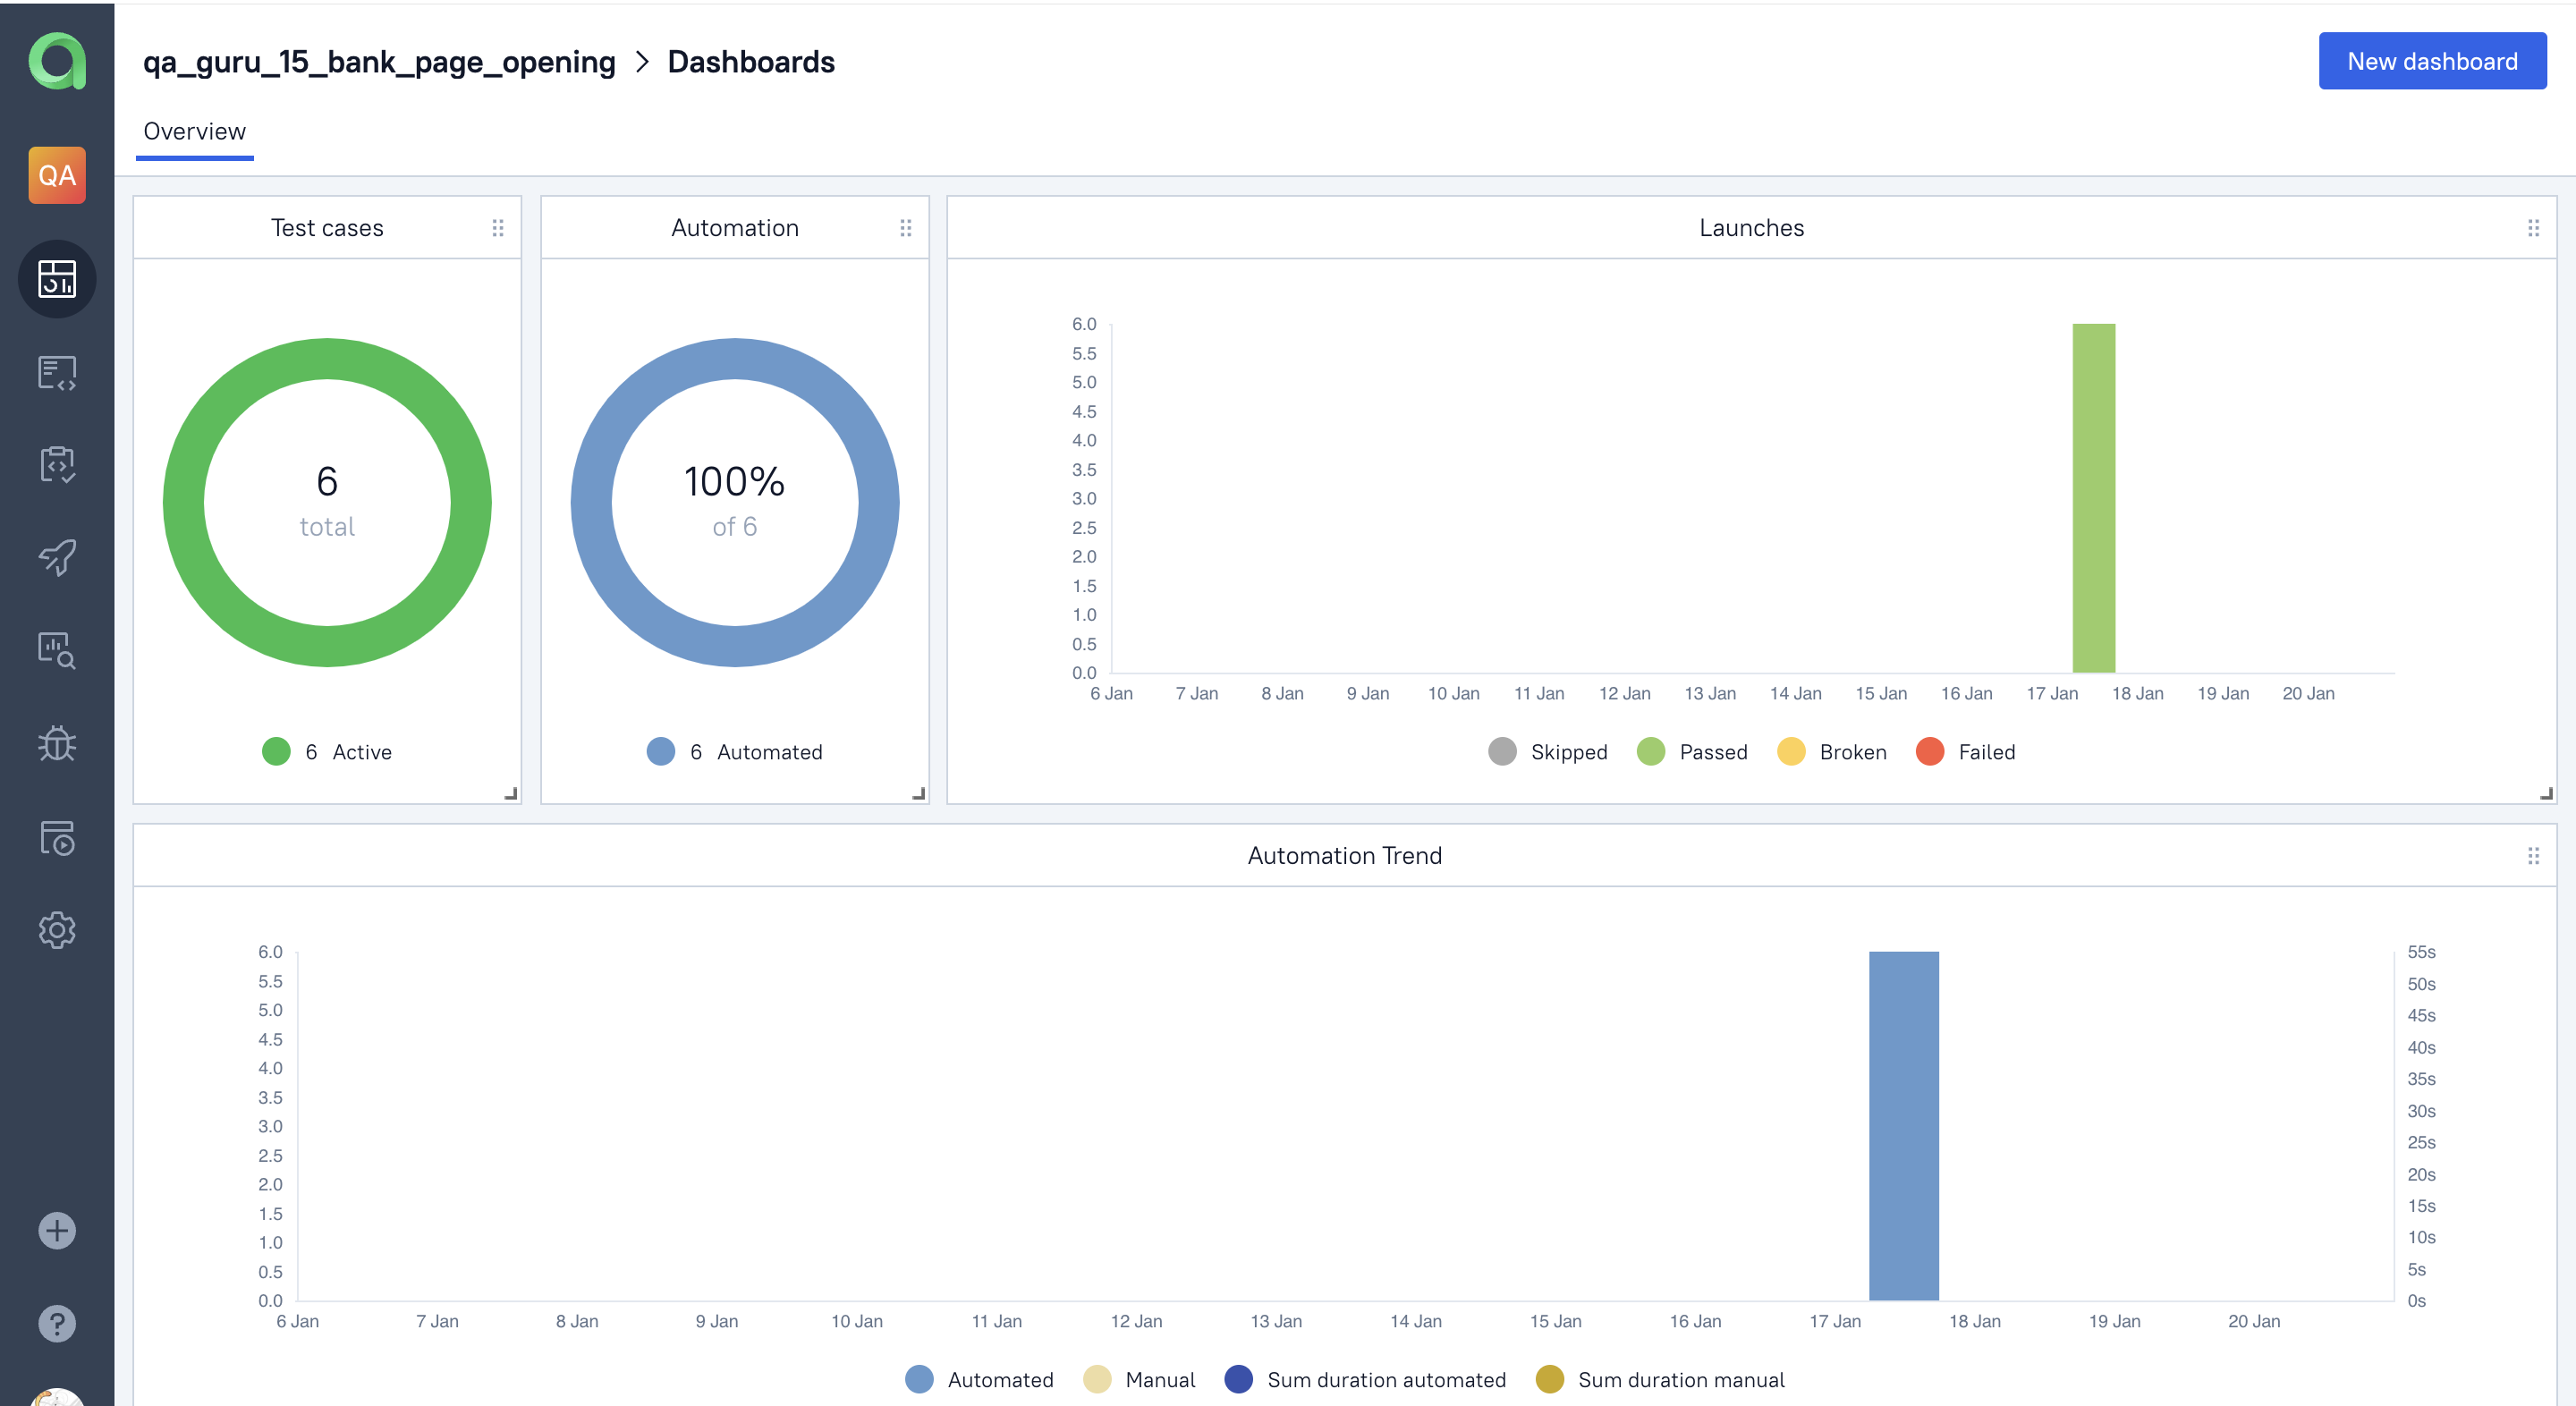 qa_guru_15_bank_page_opening > Dashboards
New dashboard
Overview
QA
Test cases
6
total
6 Active
Automation
100%
of 6
6 Automated
Launches
6.0
5.5
5.0
4.5
4.0
3.5
3.0
2.5
2.0
1.5
1.0
0.5
0.0
6 Jan 7 Jan 8 Jan 9 Jan 10 Jan 11 Jan 12 Jan 13 Jan 14 Jan 15 Jan 16 Jan 17 Jan 18 Jan 19 Jan 20 Jan
Skipped Passed Broken Failed
Automation Trend
6.0
5.5
5.0
4.5
4.0
3.5
3.0
2.5
2.0
1.5
1.0
0.5
0.0
55s
50s
45s
40s
35s
30s
25s
20s
15s
10s
5s
0s
6 Jan 7 Jan 8 Jan 9 Jan 10 Jan 11 Jan 12 Jan 13 Jan 14 Jan 15 Jan 16 Jan 17 Jan 18 Jan 19 Jan 20 Jan
Automated Manual Sum duration automated Sum duration manual